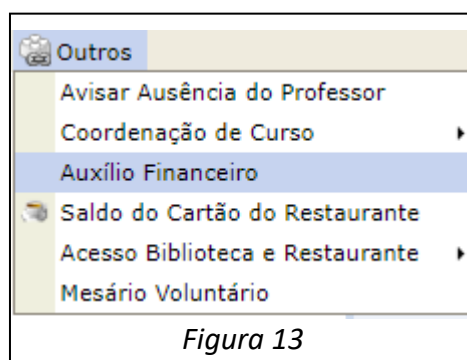 Outros
Avisar Ausência do Professor
Coordenação de Curso
Auxílio Financeiro
Saldo do Cartão do Restaurante
Acesso Biblioteca e Restaurante
Mesário Voluntário
Figura 13